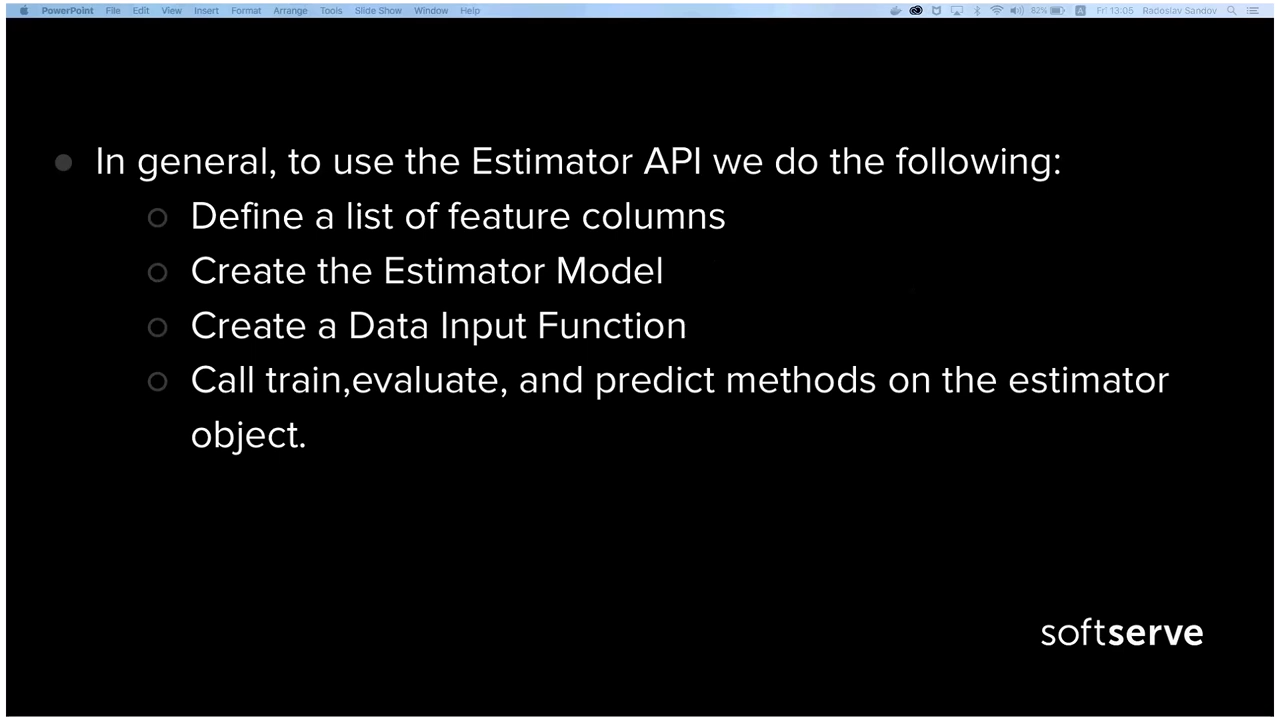 PowerPoint File Edit View Insert Format Arrange Tools Slide Show Window Help 82% A Fri 13:05 Radoslav Sandov
In general, to use the Estimator API we do the following:
Define a list of feature columns
Create the Estimator Model
Create a Data Input Function
Call train,evaluate, and predict methods on the estimator
object.
softserve